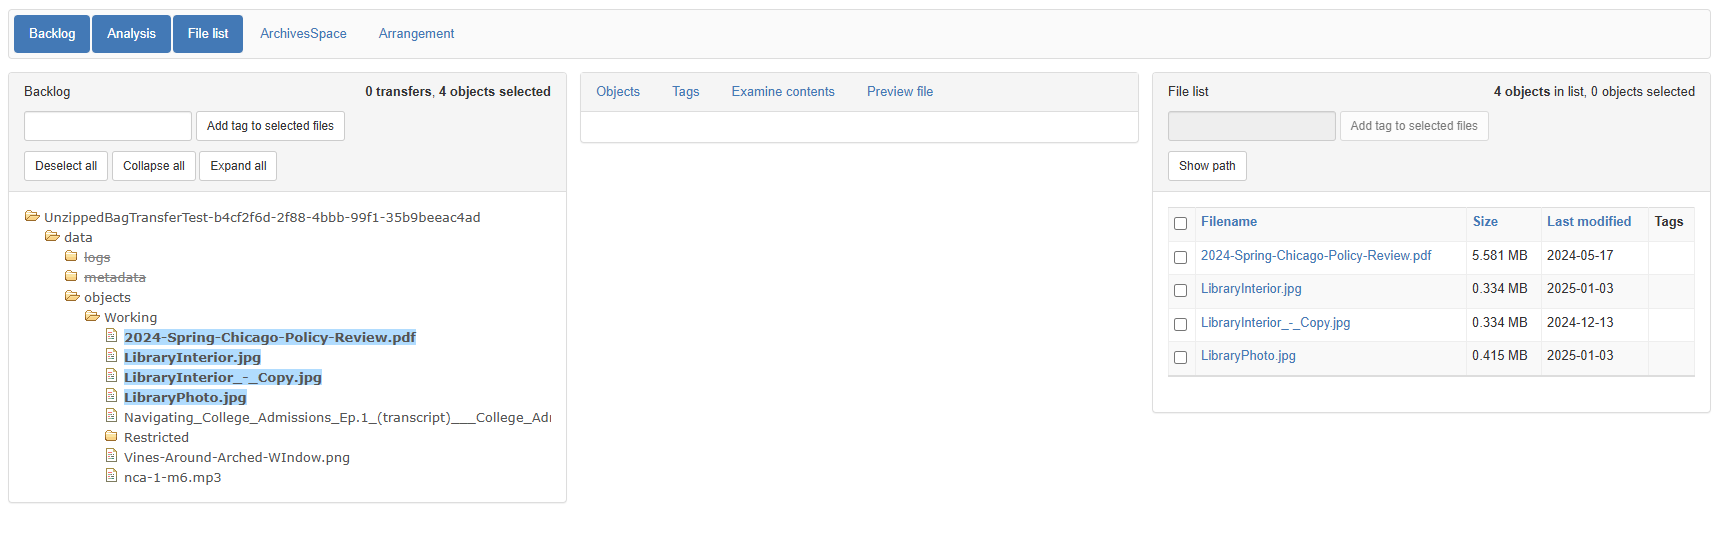 Backlog Analysis File list ArchivesSpace Arrangement
Backlog 0 transfers, 4 objects selected
Add tag to selected files
Deselect all Collapse all Expand all
UnzippedBagTransferTest-b4cf2f6d-2f88-4bbb-99f1-35b9beeac4ad
data
logs
metadata
objects
Working
2024-Spring-Chicago-Policy-Review.pdf
LibraryInterior.jpg
LibraryInterior_-_Copy.jpg
LibraryPhoto.jpg
Navigating_College_Admissions_Ep.1_(transcript)___College_Adm
Restricted
Vines-Around-Arched-WIndow.png
nca-1-m6.mp3
Objects Tags Examine contents Preview file
File list 4 objects in list, 0 objects selected
Add tag to selected files
Show path
Filename Size Last modified Tags
2024-Spring-Chicago-Policy-Review.pdf 5.581 MB 2024-05-17
LibraryInterior.jpg 0.334 MB 2025-01-03
LibraryInterior_-_Copy.jpg 0.334 MB 2024-12-13
LibraryPhoto.jpg 0.415 MB 2025-01-03